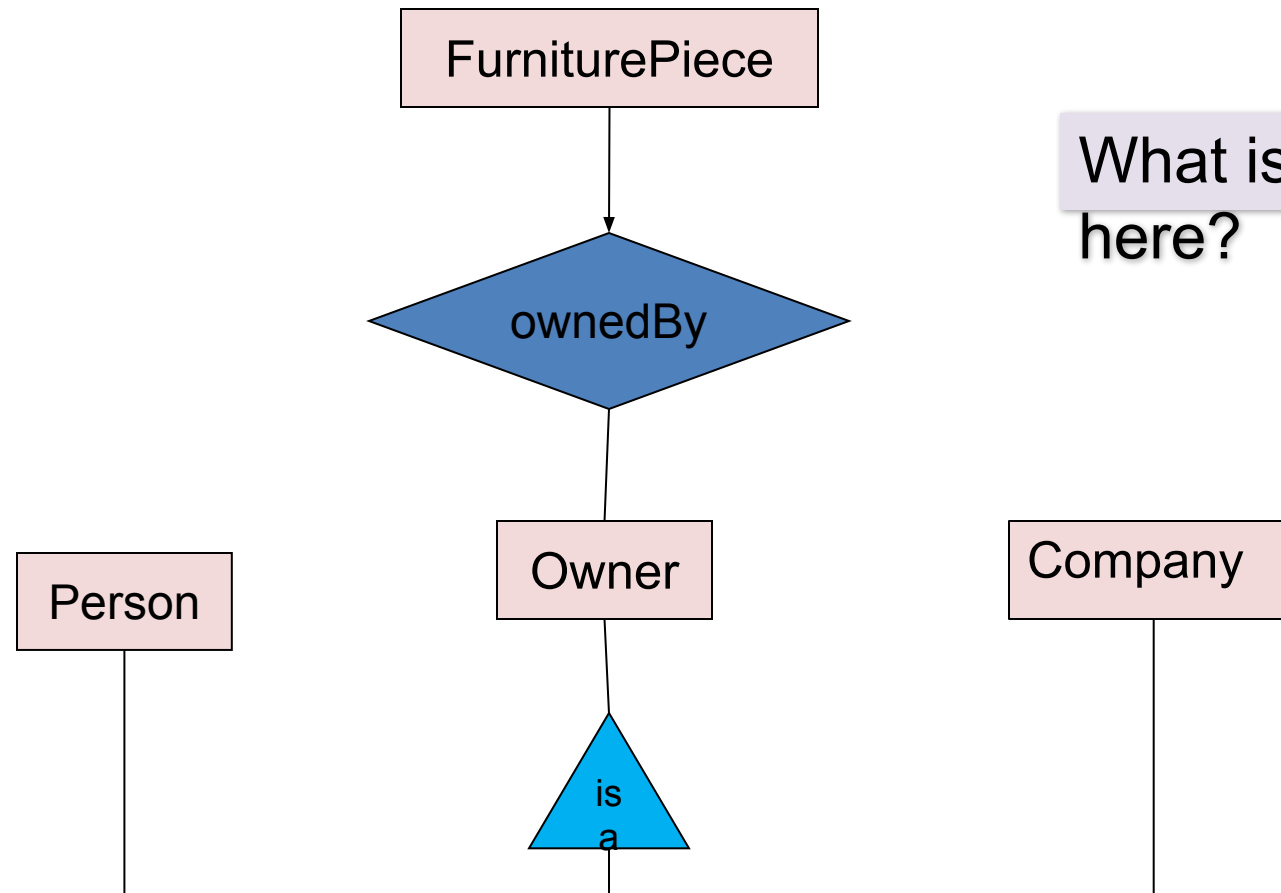 FurniturePiece
What is
here?
ownedBy
Owner
Company
Person
is
a